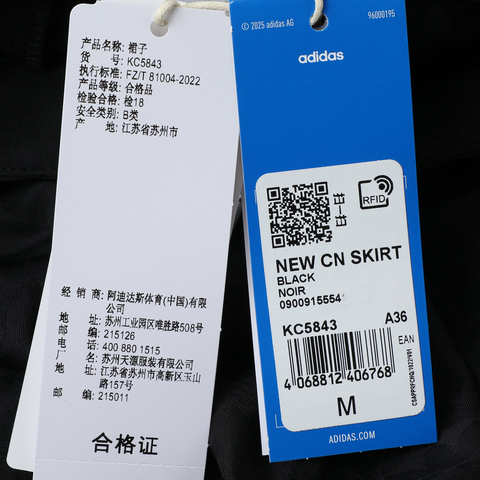 产品名称: 裙子
货 号: KC5843
执行标准: FZ/T 81004-2022
产品等级: 合格品
检验合格: 检18
安全类别: B类
产 地: 江苏省苏州市
经 销 商: 阿迪达斯体育(中国)有限
公司
地 址: 苏州工业园区唯胜路508号
邮 编: 215126
电 话: 400 880 1515
厂 名: 苏州天源服装有限公司
厂 址: 江苏省苏州市高新区玉山
路157号
邮 编: 215011
合格证
© 2025 adidas AG
96000195
adidas
RFID
NEW CN SKIRT
BLACK
NOIR
0900915554
KC5843 A36
EAN
4 068812 406768
M
ADIDAS.COM